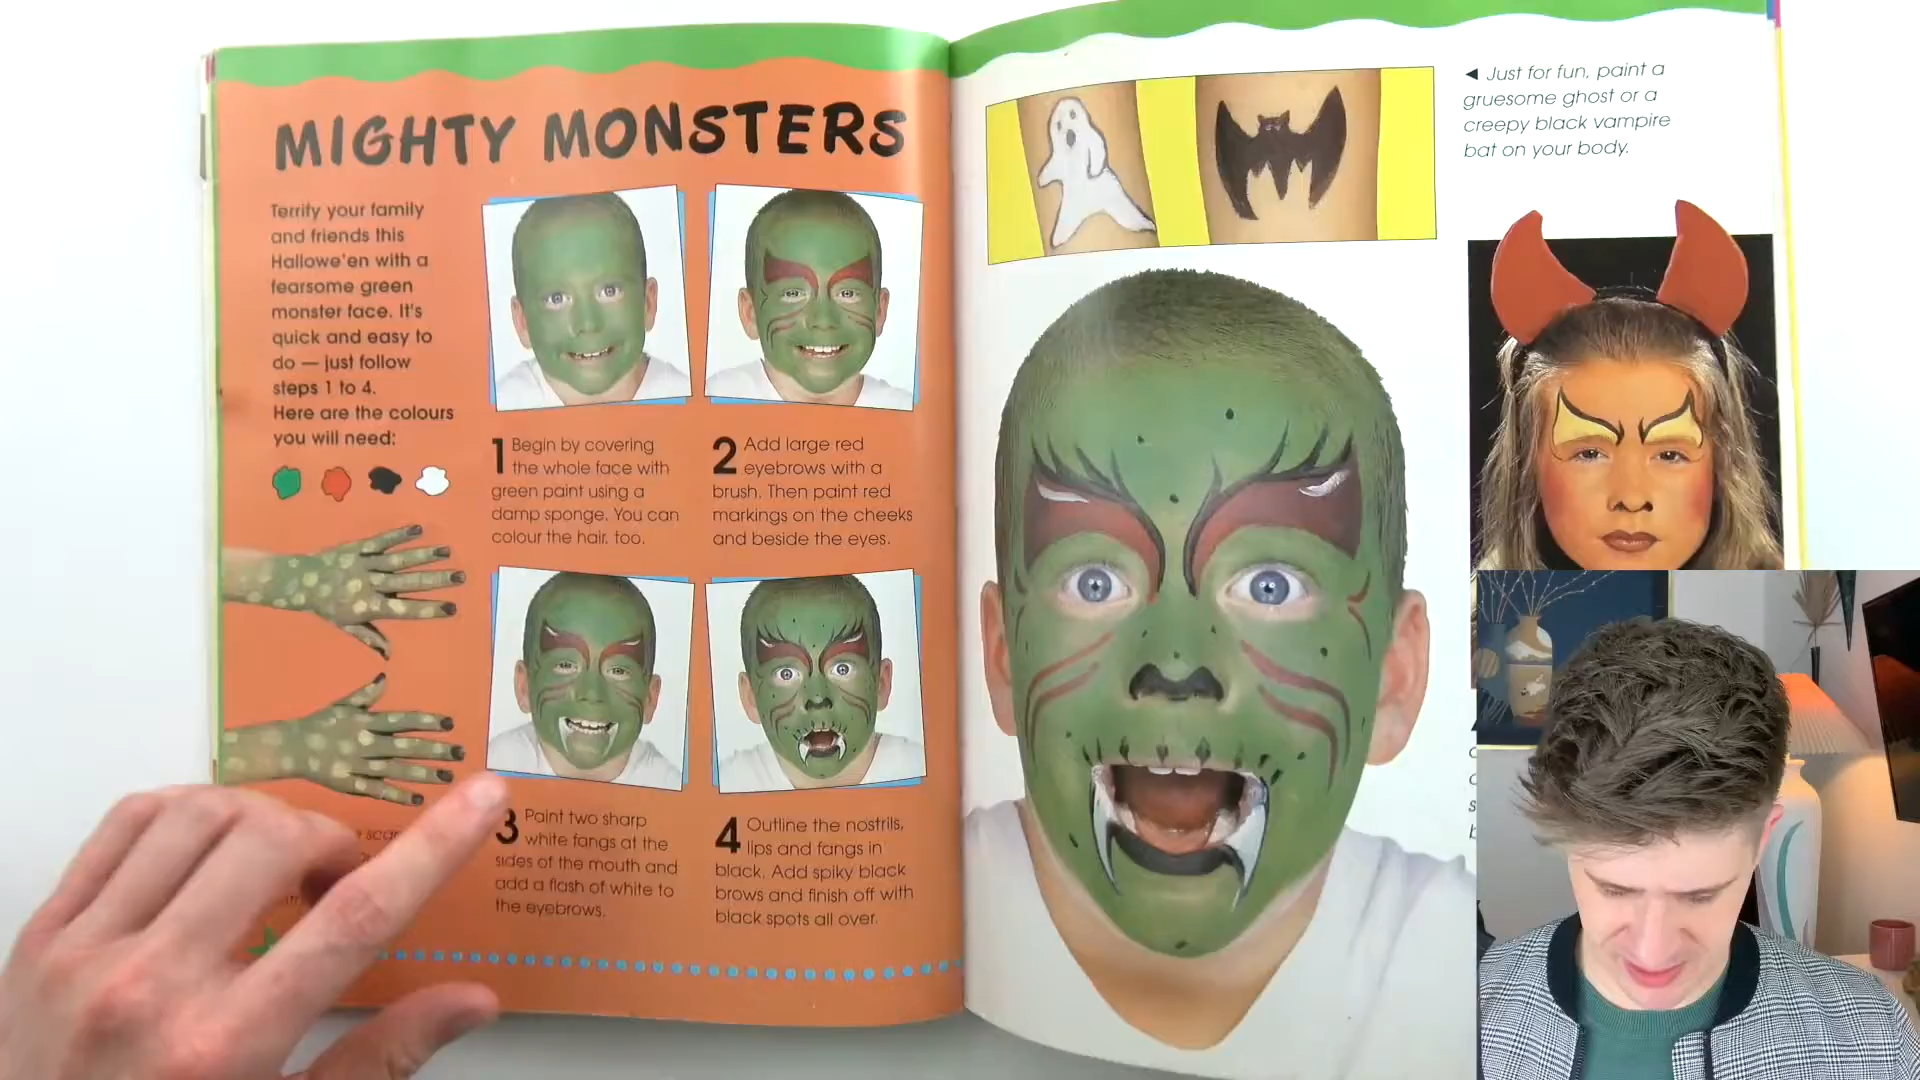 MIGHTY MONSTERS
Terrify your family
and friends this
Hallowe'en with a
fearsome green
monster face. It's
quick and easy to
do — just follow
steps 1 to 4.
Here are the colours
you will need:
1 Begin by covering
the whole face with
green paint using a
damp sponge. You can
colour the hair, too.
2 Add large red
eyebrows with a
brush. Then paint red
markings on the cheeks
and beside the eyes.
3 Paint two sharp
white fangs at the
sides of the mouth and
add a flash of white to
the eyebrows.
4 Outline the nostrils,
lips and fangs in
black. Add spiky black
brows and finish off with
black spots all over.
◄ Just for fun, paint a
gruesome ghost or a
creepy black vampire
bat on your body.